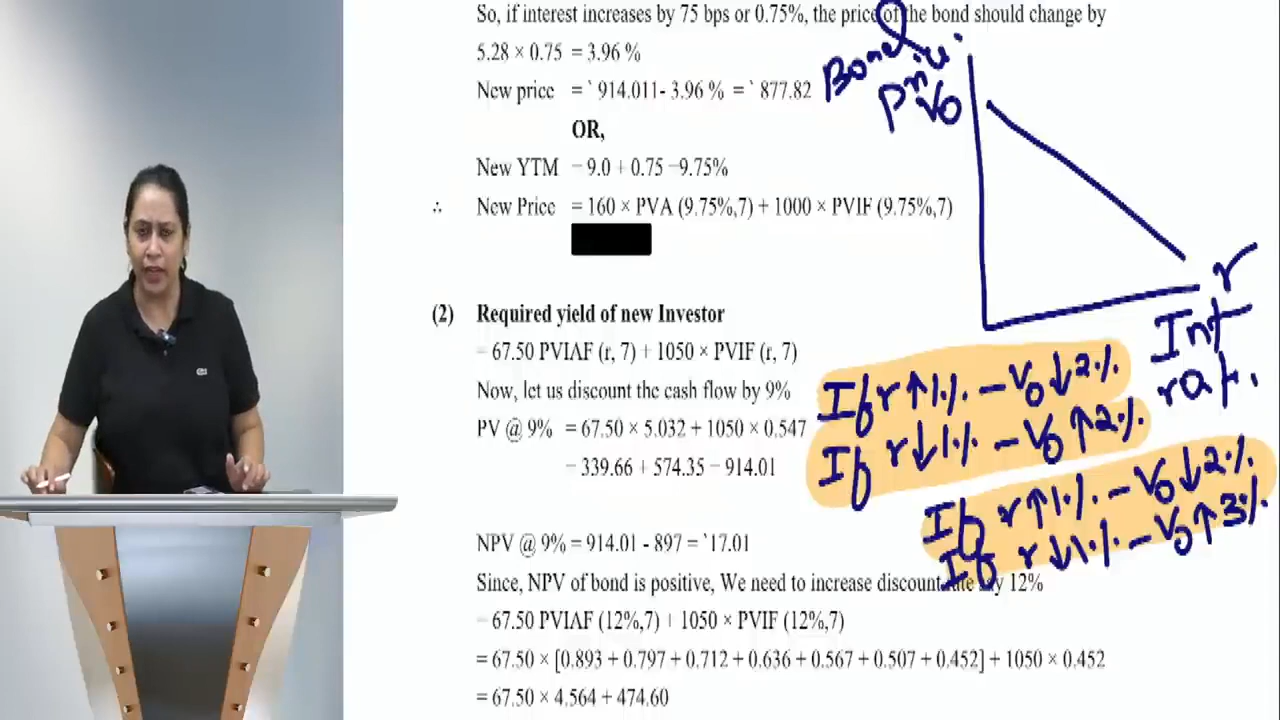 So, if interest increases by 75 bps or 0.75%, the price of the bond should change by
5.28 × 0.75 = 3.96 %
New price = ` 914.011- 3.96 % = ` 877.82
OR,
New YTM = 9.0 + 0.75 =9.75%
∴ New Price = 160 × PVA (9.75%,7) + 1000 × PVIF (9.75%,7)
(2) Required yield of new Investor
= 67.50 PVIAF (r, 7) + 1050 × PVIF (r, 7)
Now, let us discount the cash flow by 9%
PV @ 9% = 67.50 × 5.032 + 1050 × 0.547
= 339.66 + 574.35 = 914.01
NPV @ 9% = 914.01 - 897 = `17.01
Since, NPV of bond is positive, We need to increase discount rate by 12%
= 67.50 PVIAF (12%,7) + 1050 × PVIF (12%,7)
= 67.50 × [0.893 + 0.797 + 0.712 + 0.636 + 0.567 + 0.507 + 0.452] + 1050 × 0.452
= 67.50 × 4.564 + 474.60
Bond
Price
V0
r
Int
rat.
If r ↑ 1% – V0 ↓ 2%
If r ↓ 1% – V0 ↑ 2%
If r ↑ 1% – V0 ↓ 2%
If r ↓ 1% – V0 ↑ 3%